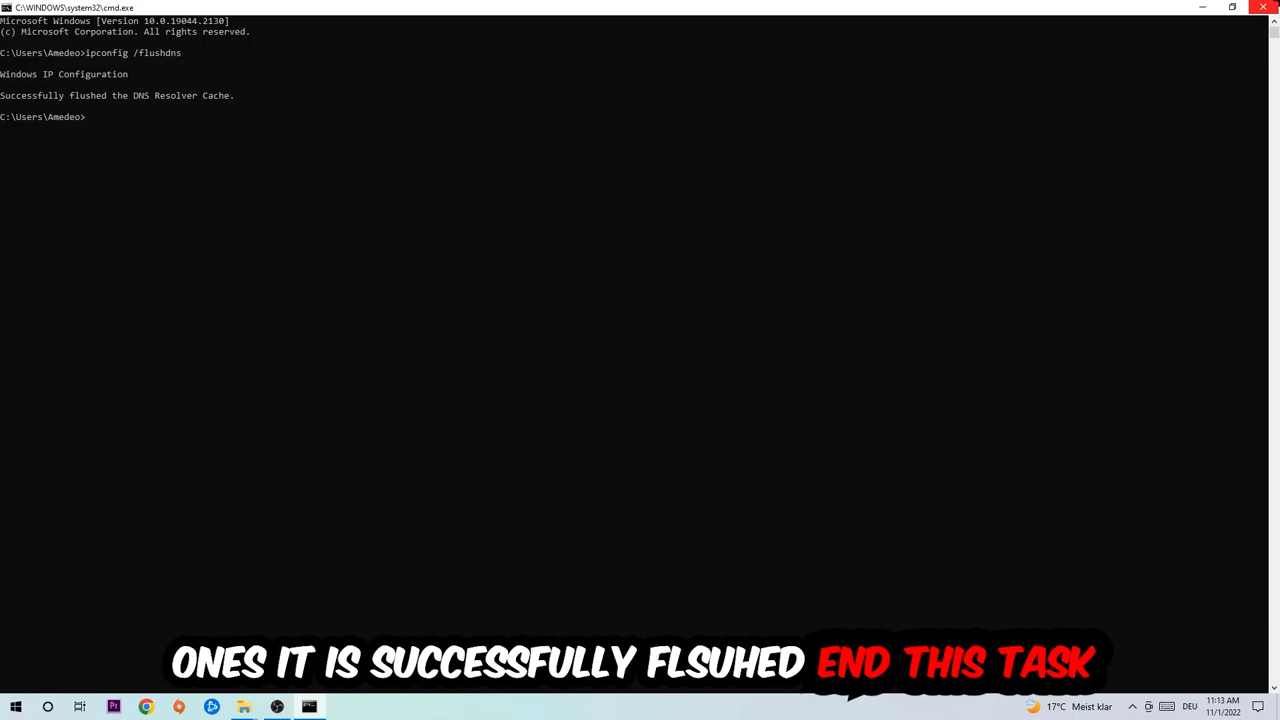 C:\WINDOWS\system32\cmd.exe
Microsoft Windows [Version 10.0.19044.2130]
(c) Microsoft Corporation. All rights reserved.
C:\Users\Amedeo>ipconfig /flushdns
Windows IP Configuration
Successfully flushed the DNS Resolver Cache.
C:\Users\Amedeo>
ONES IT IS SUCCESSFULLY FLSUHED END THIS TASK
Pr
17°C Meist klar
DEU
11:13 AM
11/1/2022